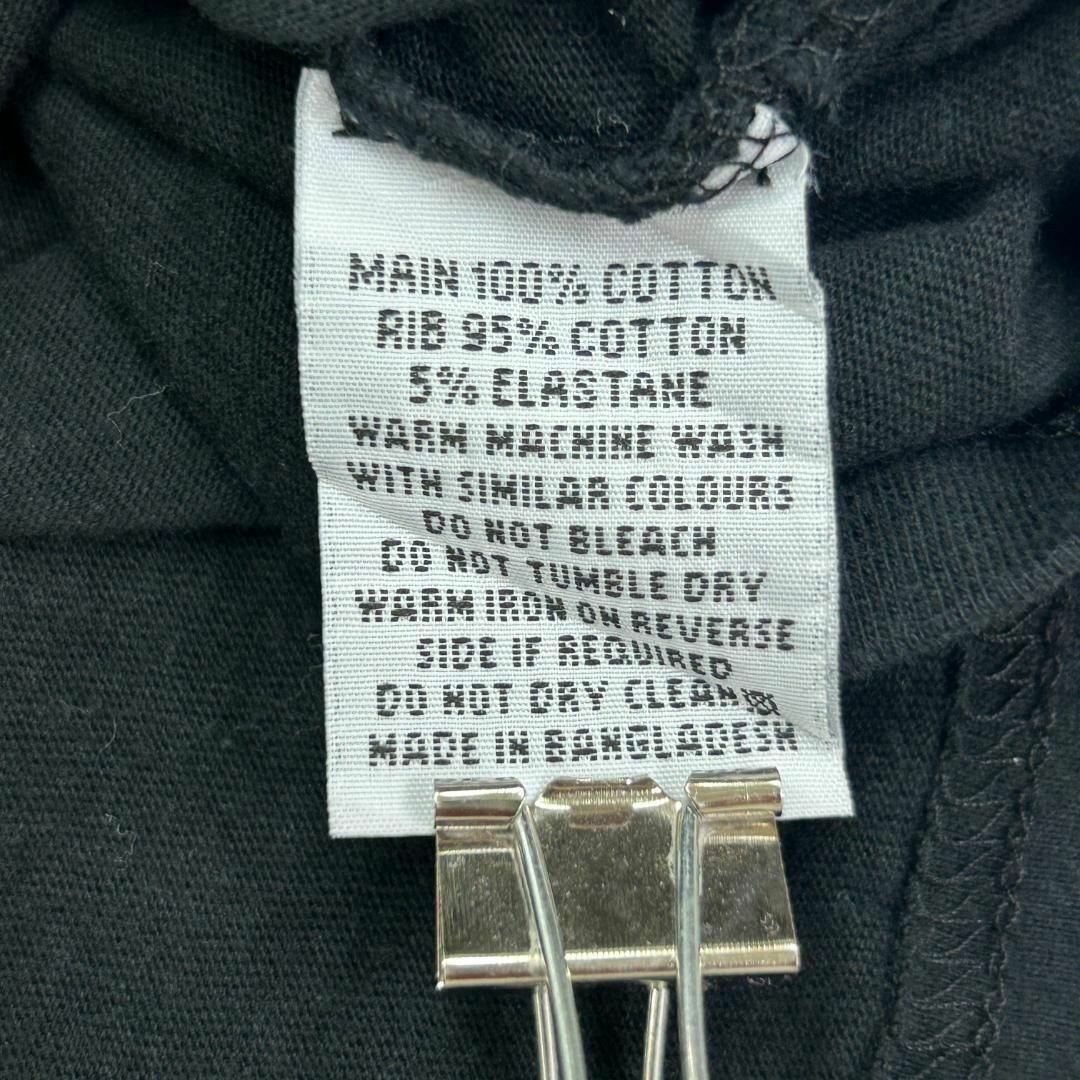 MAIN 100% COTTON
RIB 95% COTTON
5% ELASTANE
WARM MACHINE WASH
WITH SIMILAR COLOURS
DO NOT BLEACH
DO NOT TUMBLE DRY
WARM IRON ON REVERSE
SIDE IF REQUIRED
DO NOT DRY CLEAN
MADE IN BANGLADESH